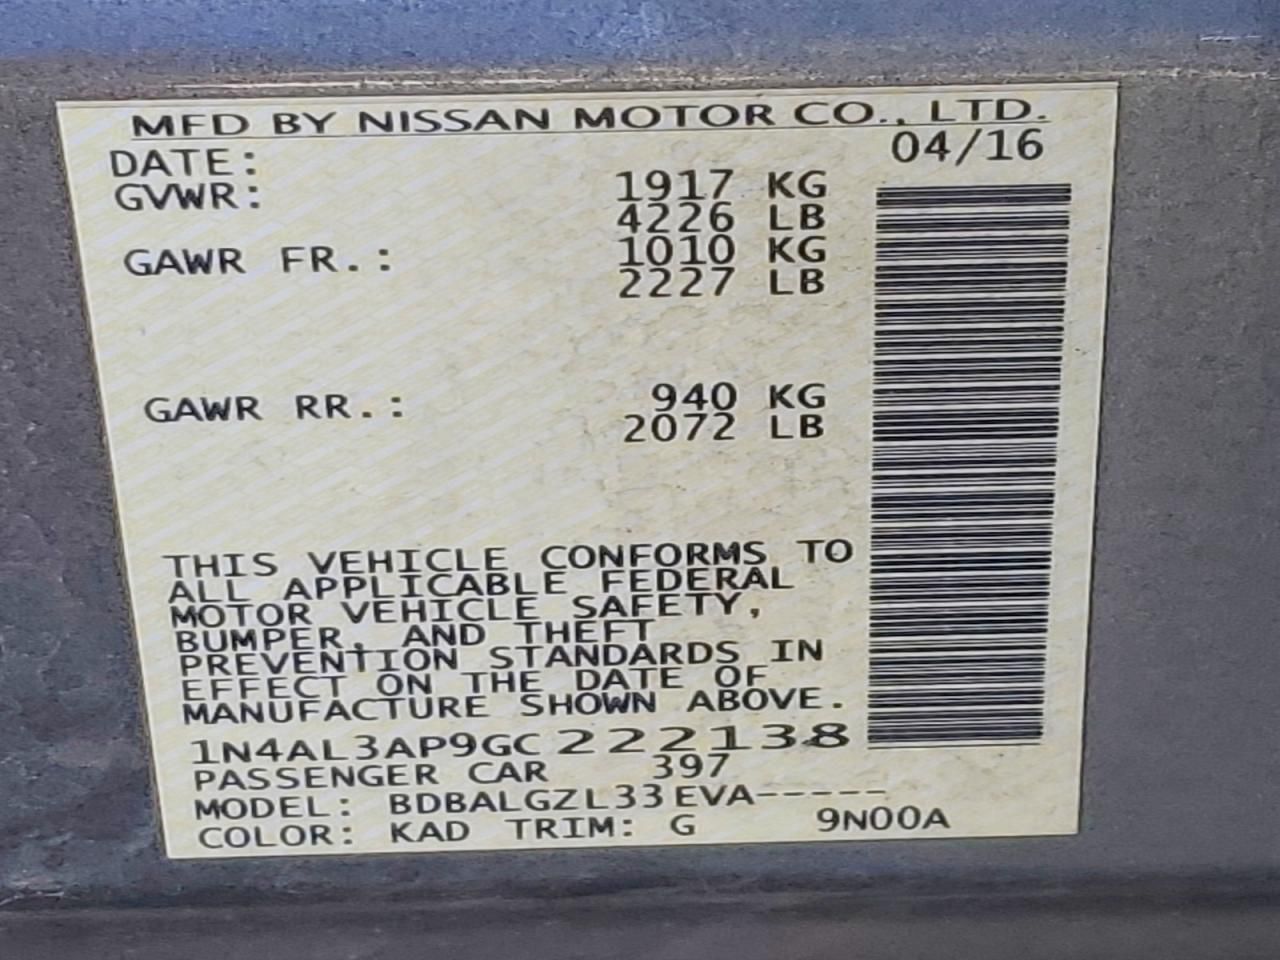 MFD BY NISSAN MOTOR CO., LTD.
DATE: 04/16
GVWR: 1917 KG
4226 LB
GAWR FR.: 1010 KG
2227 LB
GAWR RR.: 940 KG
2072 LB
THIS VEHICLE CONFORMS TO
ALL APPLICABLE FEDERAL
MOTOR VEHICLE SAFETY,
BUMPER, AND THEFT
PREVENTION STANDARDS IN
EFFECT ON THE DATE OF
MANUFACTURE SHOWN ABOVE.
1N4AL3AP9GC222138
PASSENGER CAR 397
MODEL: BDBALGZL33EVA-----
COLOR: KAD TRIM: G 9N00A